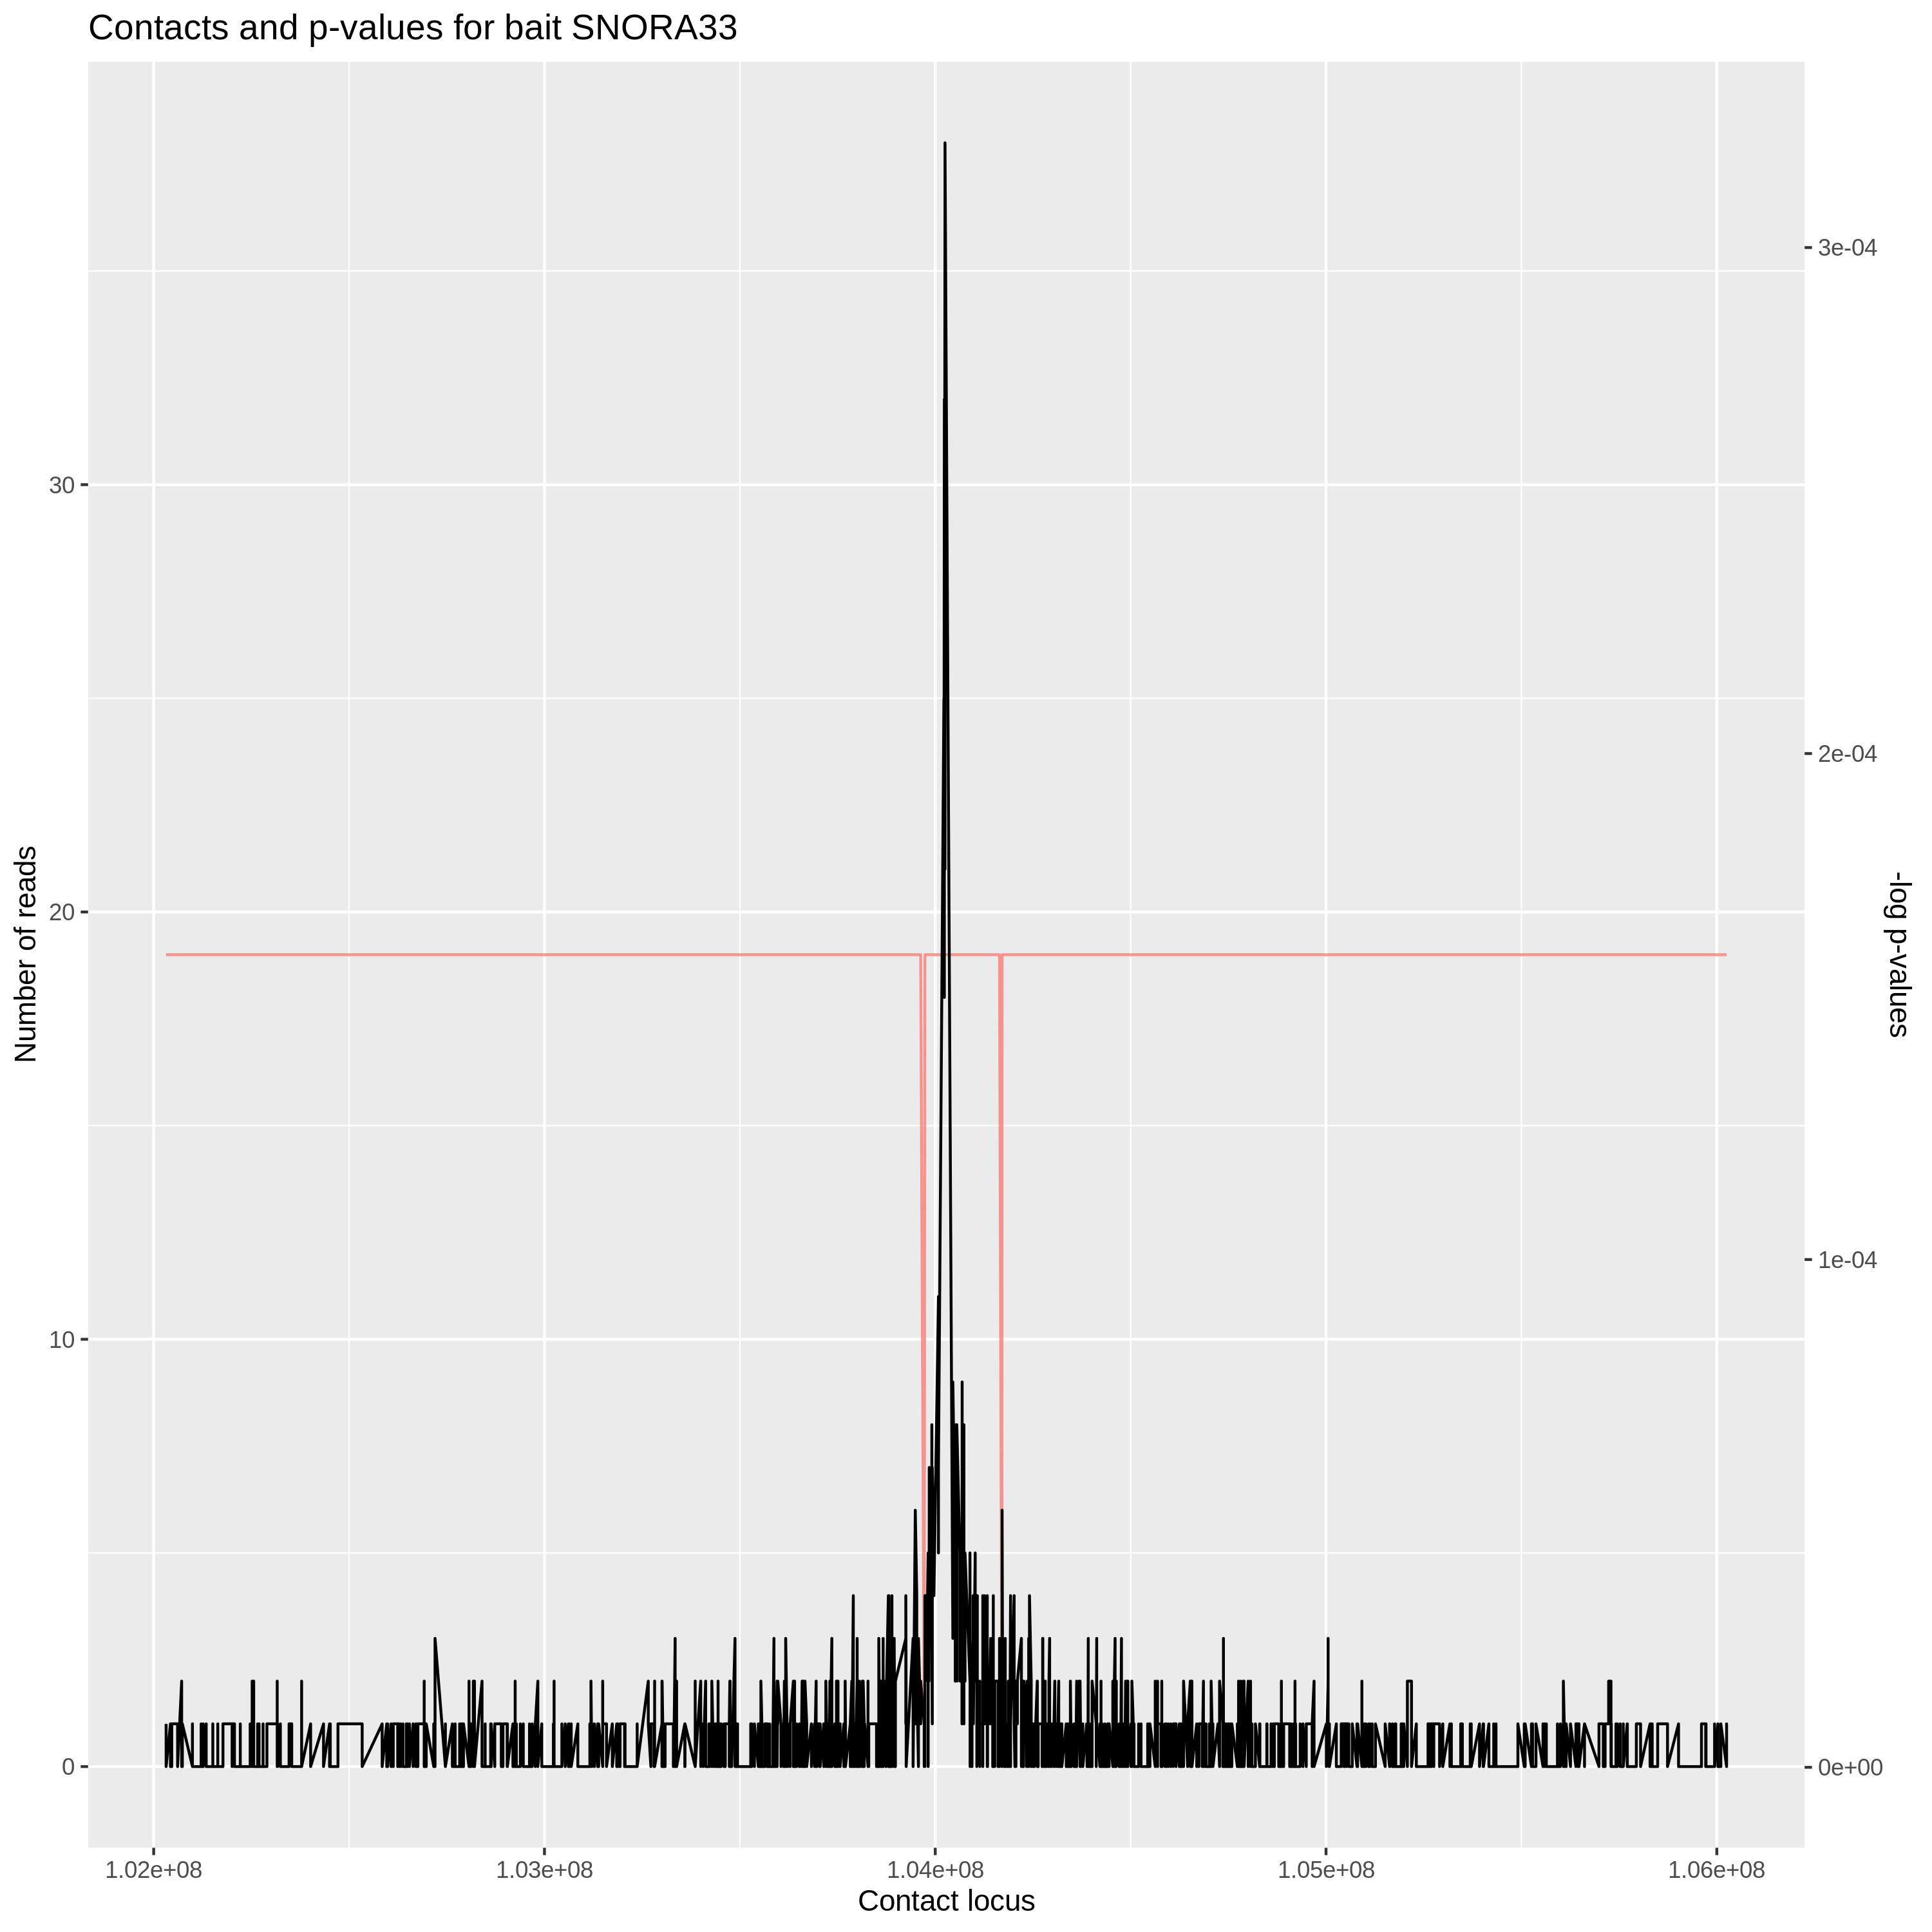 Contacts and p-values for bait SNORA33
Number of reads
30
20
10
0
3e-04
2e-04
1e-04
0e+00
-log p-values
1.02e+08
1.03e+08
1.04e+08
1.05e+08
1.06e+08
Contact locus